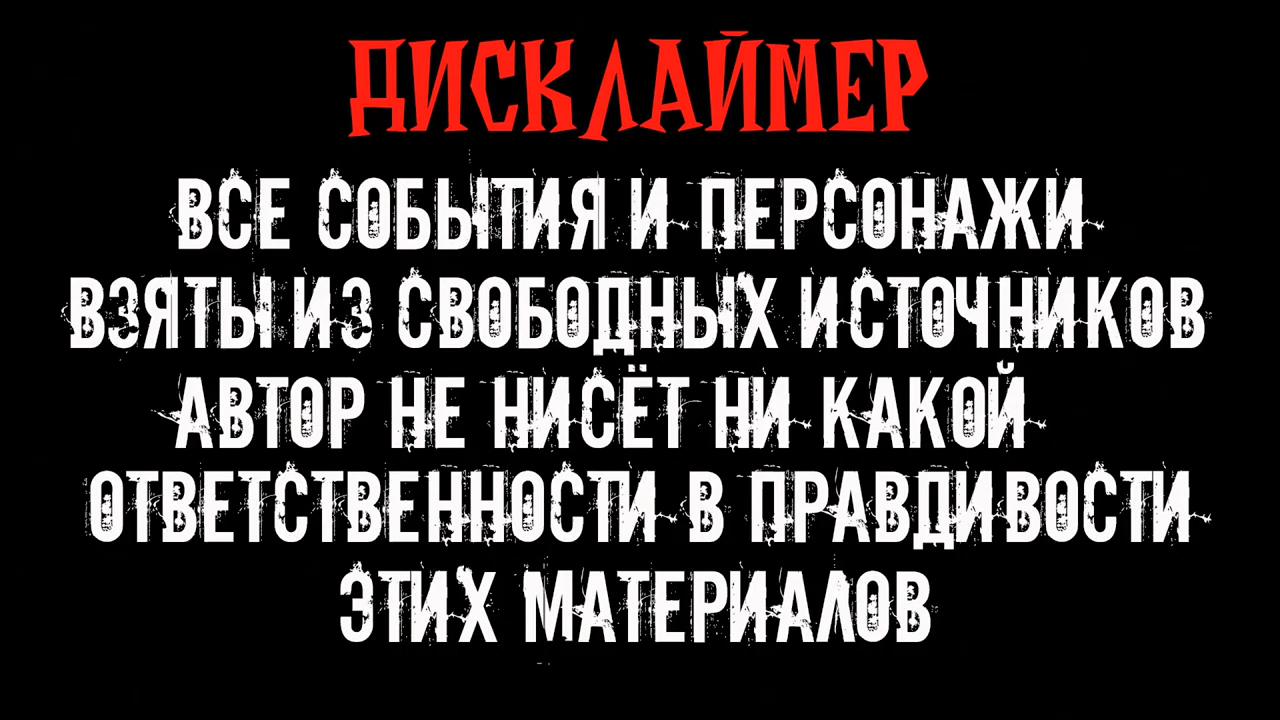 ДИСКЛАЙМЕР
ВСЕ СОБЫТИЯ И ПЕРСОНАЖИ
ВЗЯТЫ ИЗ СВОБОДНЫХ ИСТОЧНИКОВ
АВТОР НЕ НИСЁТ НИ КАКОЙ
ОТВЕТСТВЕННОСТИ В ПРАВДИВОСТИ
ЭТИХ МАТЕРИАЛОВ